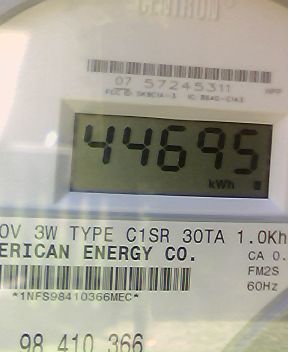 CENTRON
07 57245311
44695
kWh
0V 3W TYPE C1SR 30TA 1.0Kh
ERICAN ENERGY CO.
CA 0.
FM2S
60Hz
*1NFS98410366MEC*
98 410 366